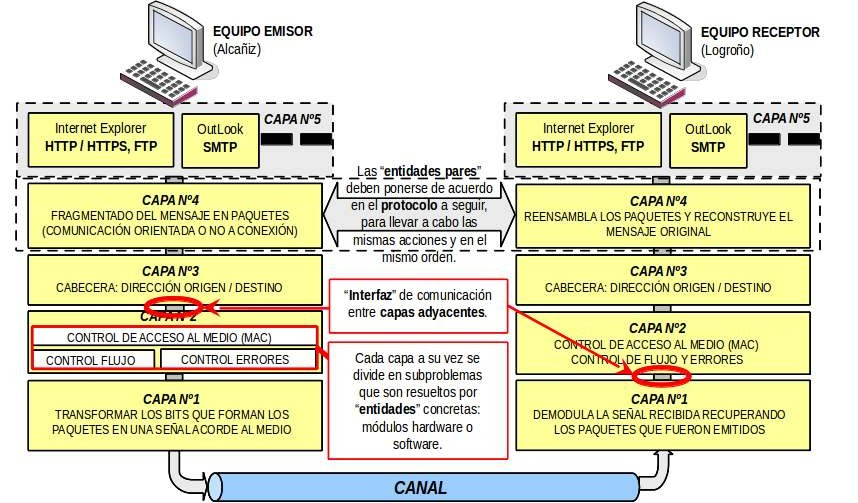 EQUIPO EMISOR
(Alcañiz)
EQUIPO RECEPTOR
(Logroño)
CAPA Nº5
Internet Explorer
HTTP / HTTPS, FTP
OutLook
SMTP
CAPA Nº5
Internet Explorer
HTTP / HTTPS, FTP
OutLook
SMTP
Las “entidades pares”
deben ponerse de acuerdo
en el protocolo a seguir,
para llevar a cabo las
mismas acciones y en el
mismo orden.
CAPA Nº4
FRAGMENTADO DEL MENSAJE EN PAQUETES
(COMUNICACIÓN ORIENTADA O NO A CONEXIÓN)
CAPA Nº4
REENSAMBLA LOS PAQUETES Y RECONSTRUYE EL
MENSAJE ORIGINAL
CAPA Nº3
CABECERA: DIRECCIÓN ORIGEN / DESTINO
CAPA Nº3
CABECERA: DIRECCIÓN ORIGEN / DESTINO
“Interfaz” de comunicación
entre capas adyacentes.
CAPA Nº2
CONTROL DE ACCESO AL MEDIO (MAC)
CONTROL FLUJO
CONTROL ERRORES
CAPA Nº2
CONTROL DE ACCESO AL MEDIO (MAC)
CONTROL DE FLUJO Y ERRORES
Cada capa a su vez se
divide en subproblemas
que son resueltos por
“entidades” concretas:
módulos hardware o
software.
CAPA Nº1
TRANSFORMAR LOS BITS QUE FORMAN LOS
PAQUETES EN UNA SEÑAL ACORDE AL MEDIO
CAPA Nº1
DEMODULA LA SEÑAL RECIBIDA RECUPERANDO
LOS PAQUETES QUE FUERON EMITIDOS
CANAL